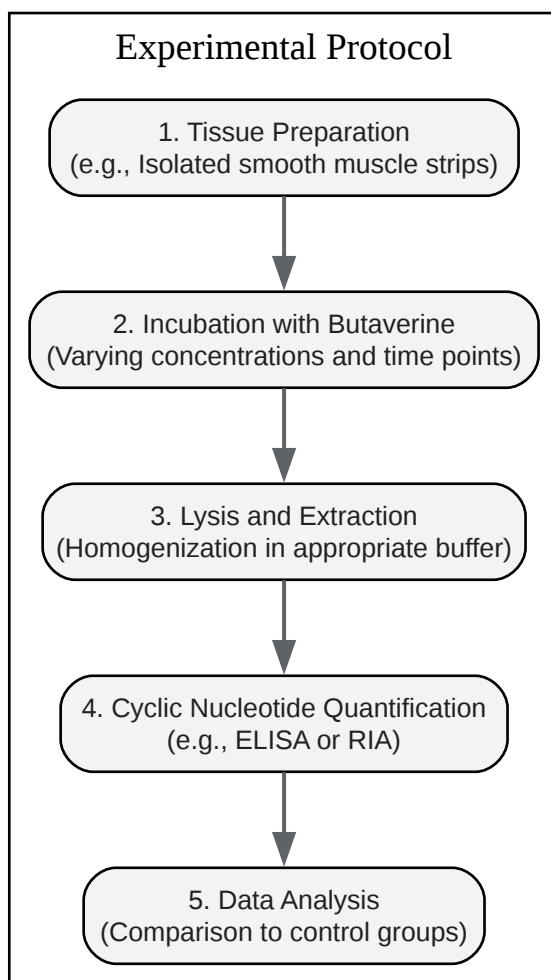 Experimental Protocol
1. Tissue Preparation
(e.g., Isolated smooth muscle strips)
2. Incubation with Butaverine
(Varying concentrations and time points)
3. Lysis and Extraction
(Homogenization in appropriate buffer)
4. Cyclic Nucleotide Quantification
(e.g., ELISA or RIA)
5. Data Analysis
(Comparison to control groups)